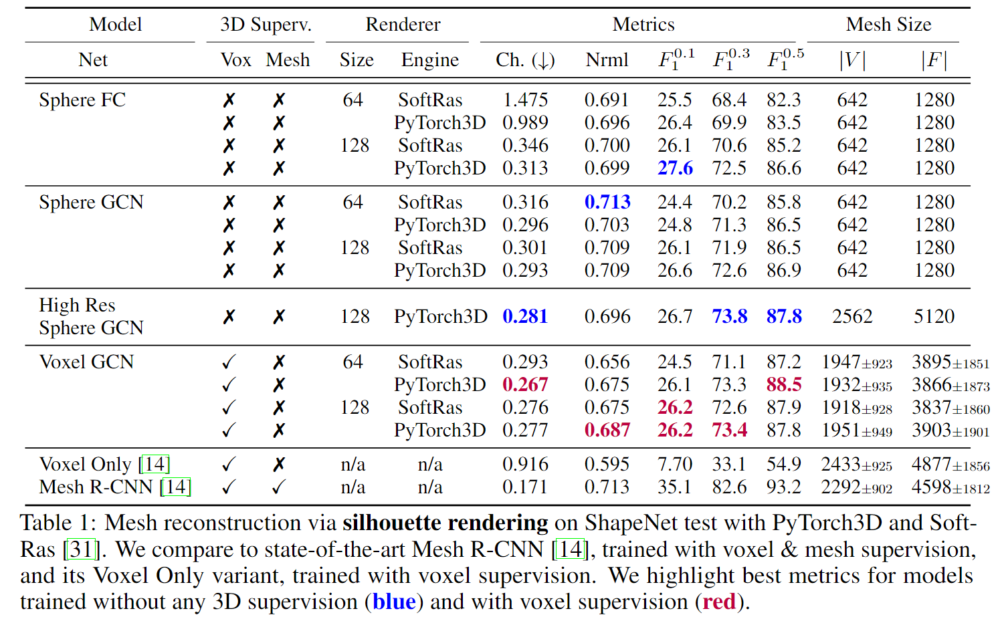 Model 3D Superv. Renderer Metrics Mesh Size
Net Vox Mesh Size Engine Ch. (↓) Nrml F₁^0.1 F₁^0.3 F₁^0.5 |V| |F|
Sphere FC ✗ ✗ 64 SoftRas 1.475 0.691 25.5 68.4 82.3 642 1280
✗ ✗ PyTorch3D 0.989 0.696 26.4 69.9 83.5 642 1280
✗ ✗ 128 SoftRas 0.346 0.700 26.1 70.6 85.2 642 1280
✗ ✗ PyTorch3D 0.313 0.699 27.6 72.5 86.6 642 1280
Sphere GCN ✗ ✗ 64 SoftRas 0.316 0.713 24.4 70.2 85.8 642 1280
✗ ✗ PyTorch3D 0.296 0.703 24.8 71.3 86.5 642 1280
✗ ✗ 128 SoftRas 0.301 0.709 26.1 71.9 86.5 642 1280
✗ ✗ PyTorch3D 0.293 0.709 26.6 72.6 86.9 642 1280
High Res
Sphere GCN ✗ ✗ 128 PyTorch3D 0.281 0.696 26.7 73.8 87.8 2562 5120
Voxel GCN ✓ ✗ 64 SoftRas 0.293 0.656 24.5 71.1 87.2 1947±923 3895±1851
✓ ✗ PyTorch3D 0.267 0.675 26.1 73.3 88.5 1932±935 3866±1873
✓ ✗ 128 SoftRas 0.276 0.675 26.2 72.6 87.9 1918±928 3837±1860
✓ ✗ PyTorch3D 0.277 0.687 26.2 73.4 87.8 1951±949 3903±1901
Voxel Only [14] ✓ ✗ n/a n/a 0.916 0.595 7.70 33.1 54.9 2433±925 4877±1856
Mesh R-CNN [14] ✓ ✓ n/a n/a 0.171 0.713 35.1 82.6 93.2 2292±902 4598±1812
Table 1: Mesh reconstruction via silhouette rendering on ShapeNet test with PyTorch3D and Soft-
Ras [31]. We compare to state-of-the-art Mesh R-CNN [14], trained with voxel & mesh supervision,
and its Voxel Only variant, trained with voxel supervision. We highlight best metrics for models
trained without any 3D supervision (blue) and with voxel supervision (red).